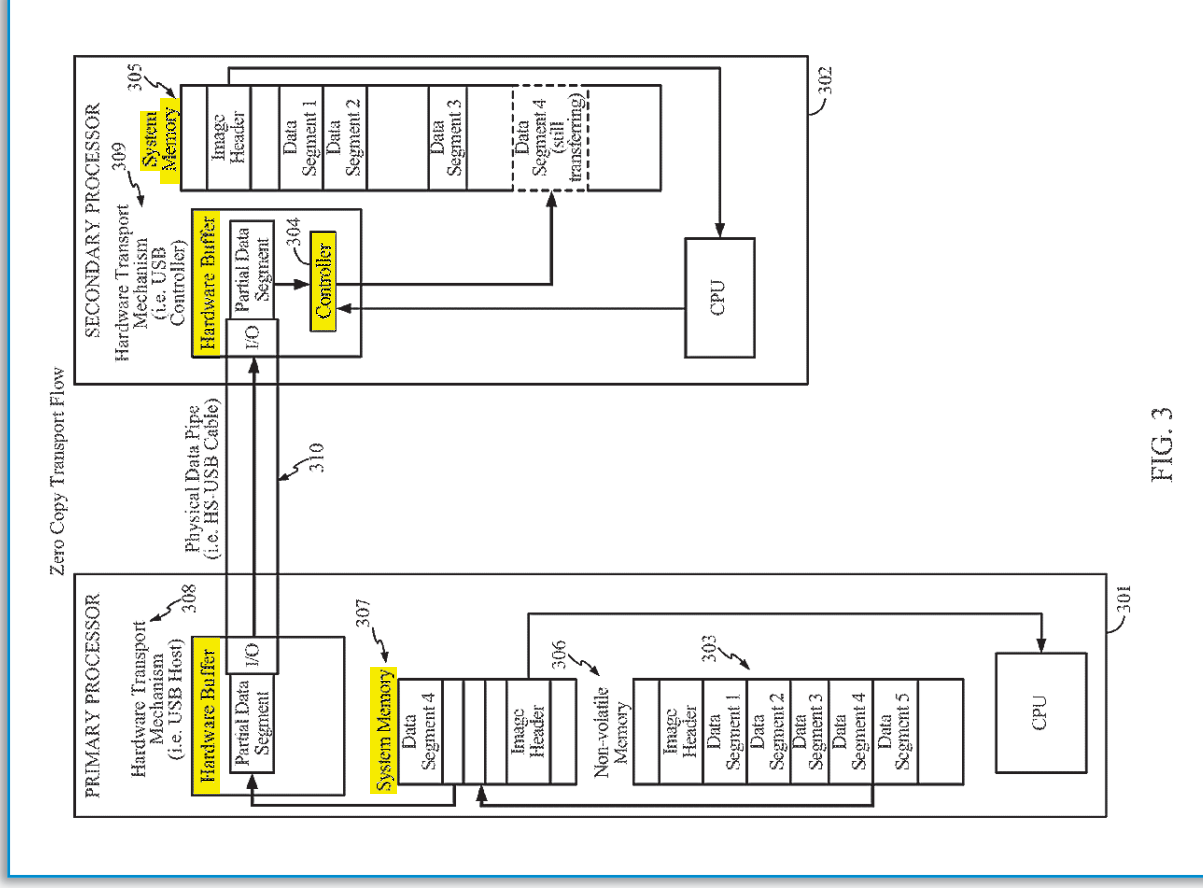 Zero Copy Transport Flow
PRIMARY PROCESSOR
Hardware Transport
Mechanism
(i.e. USB Host)
308
Hardware Buffer
Partial Data
Segment
I/O
System Memory
307
Data
Segment 4
Image
Header
Non-volatile
Memory
306
303
Image
Header
Data
Segment 1
Data
Segment 2
Data
Segment 3
Data
Segment 4
Data
Segment 5
CPU
301
Physical Data Pipe
(i.e. HS-USB Cable)
310
SECONDARY PROCESSOR
Hardware Transport
Mechanism
(i.e. USB
Controller)
309
Hardware Buffer
I/O
Partial Data
Segment
304
Controller
System
Memory
305
Image
Header
Data
Segment 1
Data
Segment 2
Data
Segment 3
Data
Segment 4
(still
transferring)
CPU
302
FIG. 3